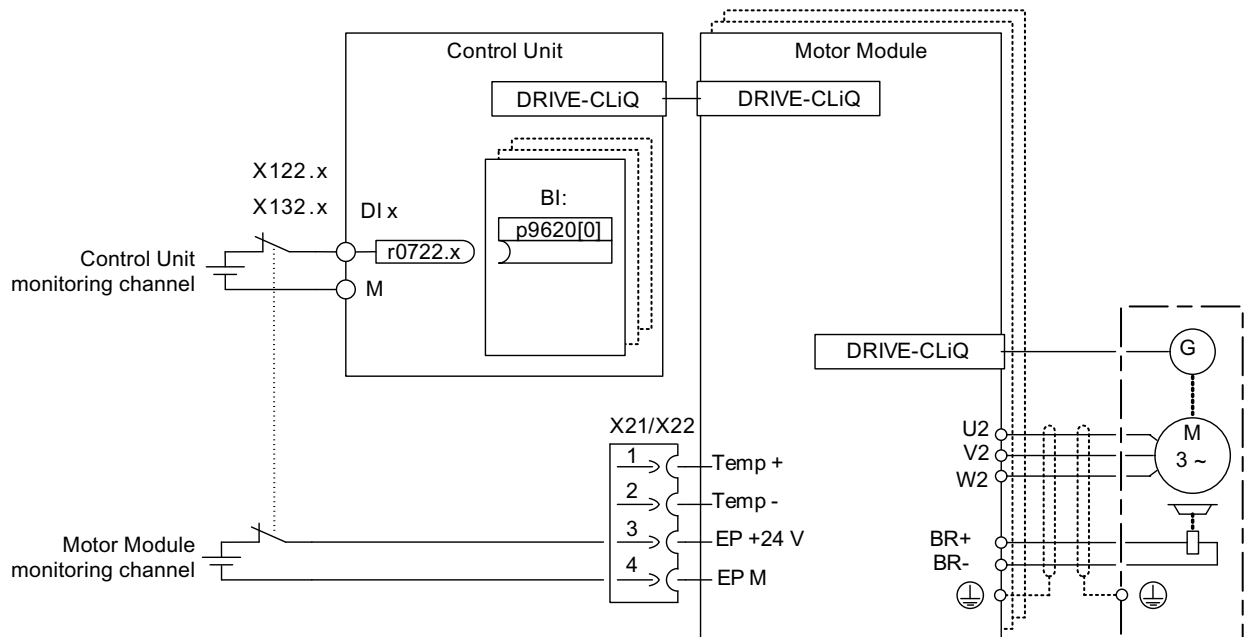 Control Unit
Motor Module
DRIVE-CLiQ
DRIVE-CLiQ
X122.x
X132.x
DI x
BI:
p9620[0]
r0722.x
Control Unit
monitoring channel
M
DRIVE-CLiQ
G
X21/X22
1
Temp +
2
Temp -
3
EP +24 V
4
EP M
U2
V2
W2
M
3 ~
BR+
BR-
Motor Module
monitoring channel